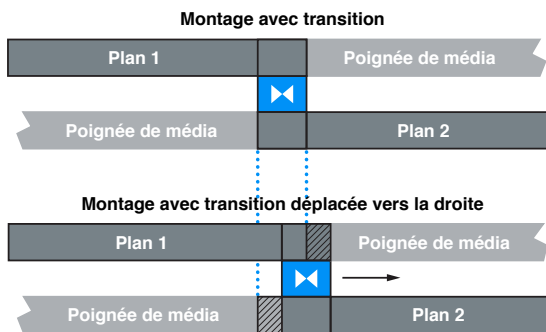 Montage avec transition
Plan 1
Poignée de média
Poignée de média
Plan 2
Montage avec transition déplacée vers la droite
Plan 1
Poignée de média
Poignée de média
Plan 2